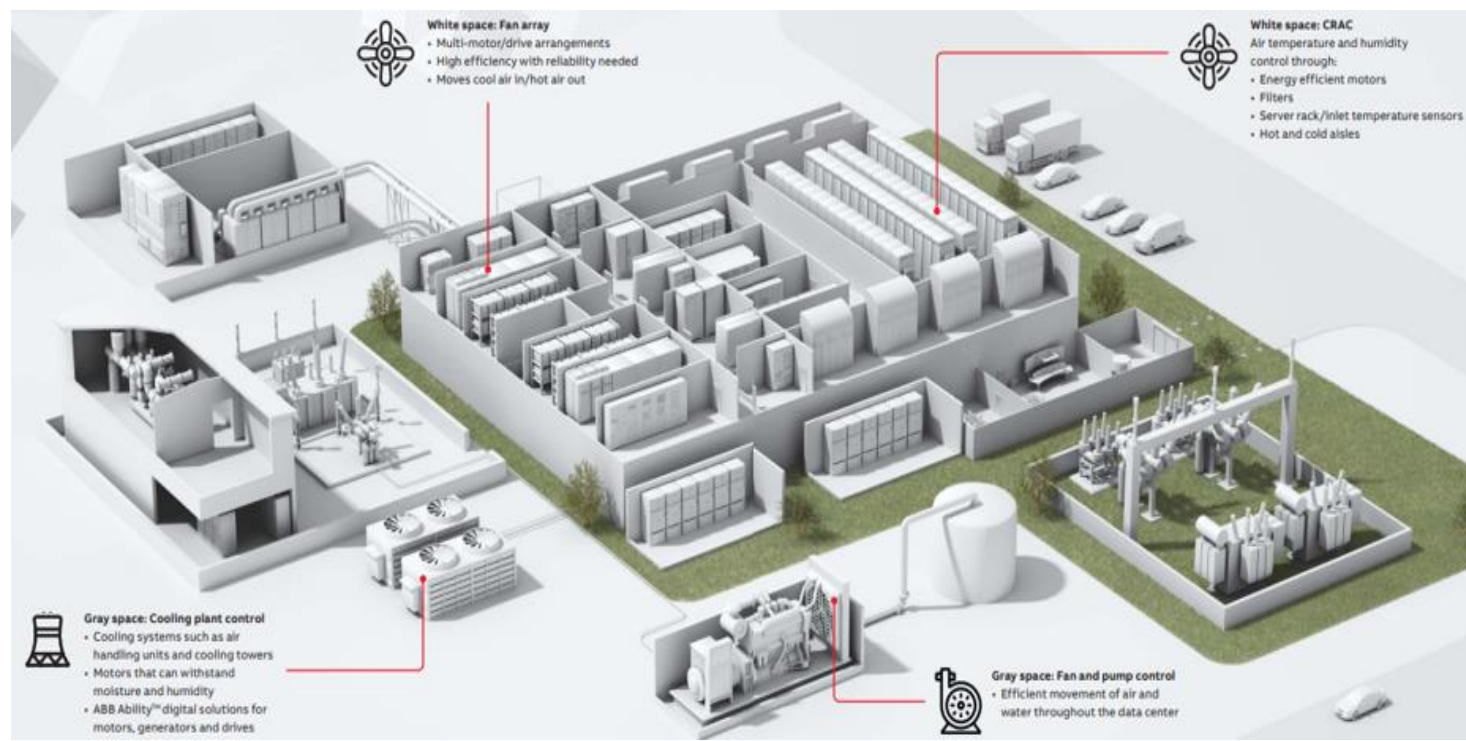 White space: Fan array
• Multi-motor/drive arrangements
• High efficiency with reliability needed
• Moves cool air in/hot air out
White space: CRAC
Air temperature and humidity
control through:
• Energy efficient motors
• Filters
• Server rack/inlet temperature sensors
• Hot and cold aisles
Gray space: Cooling plant control
• Cooling systems such as air
handling units and cooling towers
• Motors that can withstand
moisture and humidity
• ABB Ability™ digital solutions for
motors, generators and drives
Gray space: Fan and pump control
• Efficient movement of air and
water throughout the data center